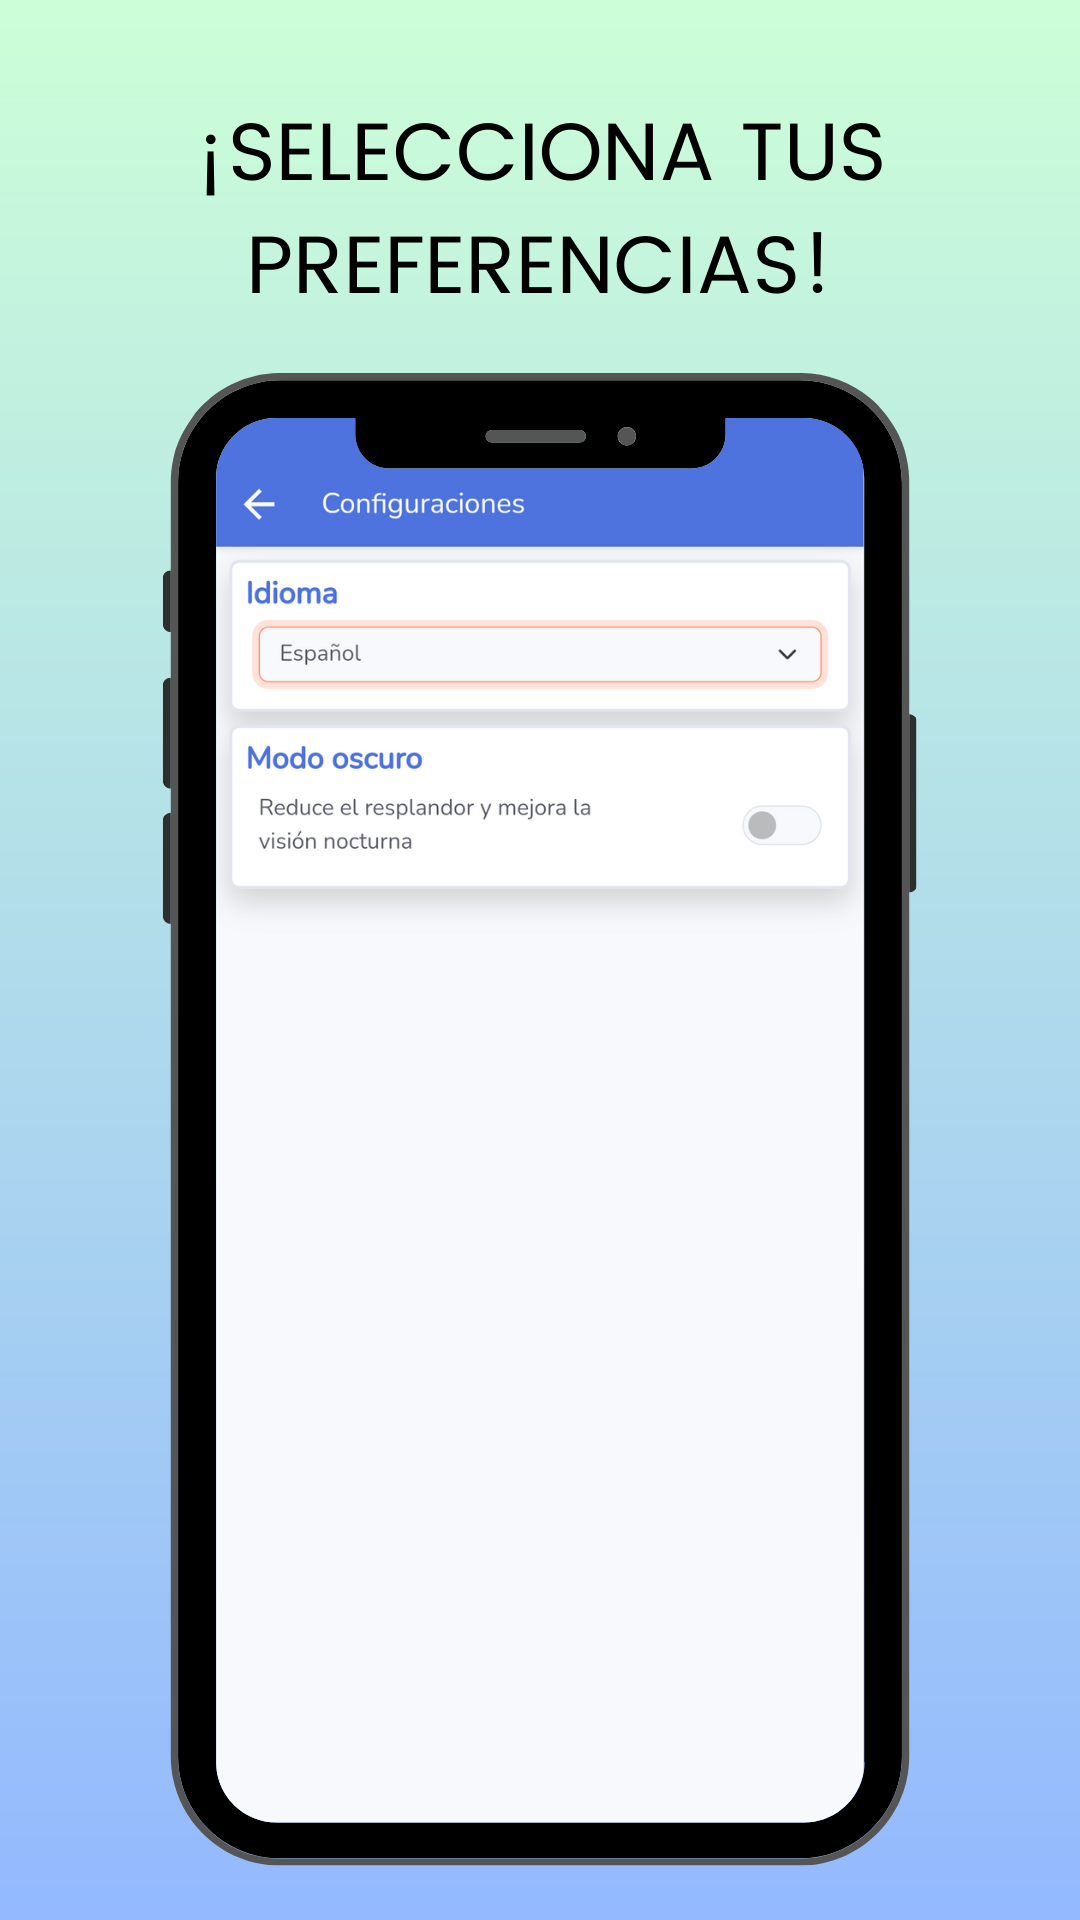 ¡SELECCIONA TUS
PREFERENCIAS!
Configuraciones
Idioma
Español
Modo oscuro
Reduce el resplandor y mejora la
visión nocturna